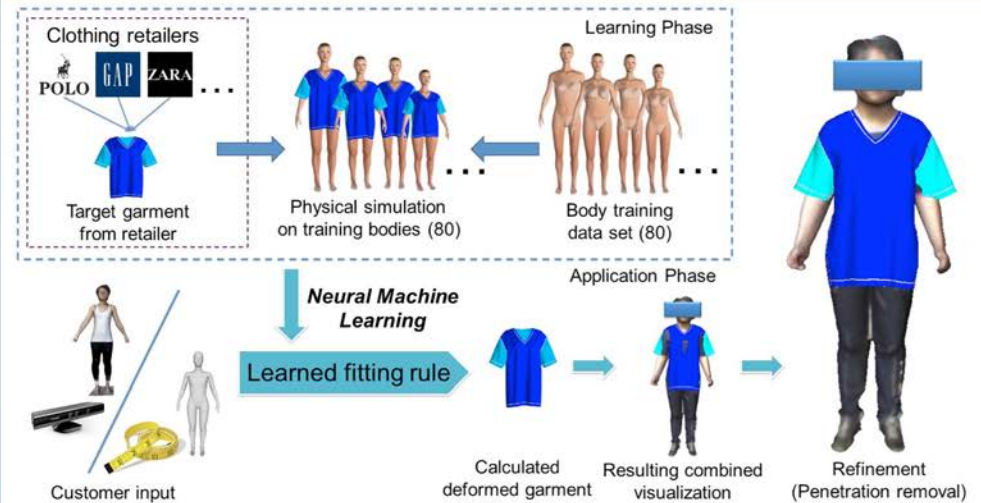 Clothing retailers
POLO
GAP
ZARA
...
Target garment
from retailer
Learning Phase
Physical simulation
on training bodies (80)
...
Body training
data set (80)
...
Neural Machine
Learning
Application Phase
Customer input
Learned fitting rule
Calculated
deformed garment
Resulting combined
visualization
Refinement
(Penetration removal)